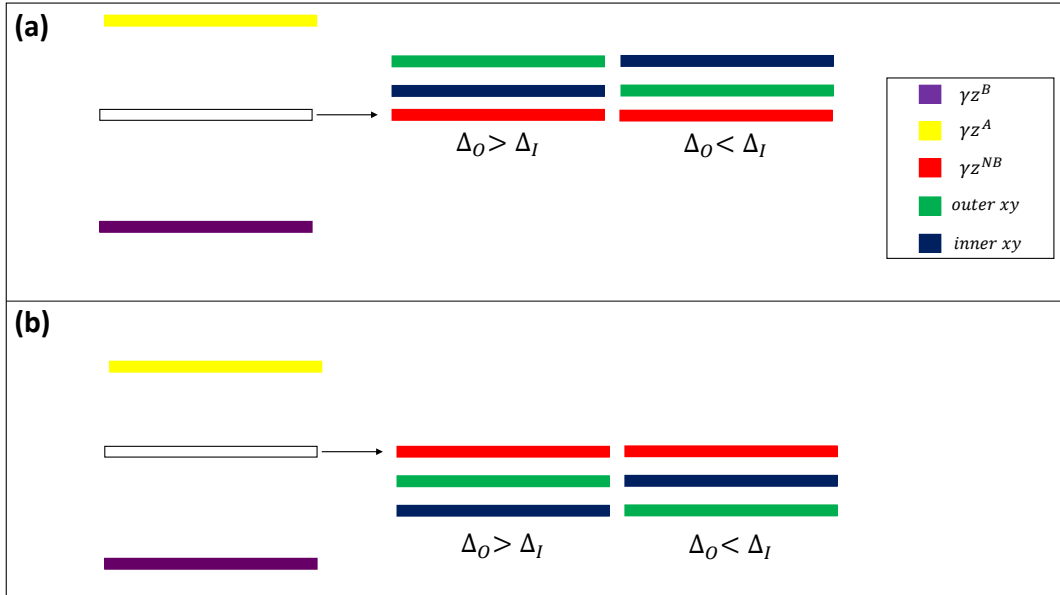 (a)
Δ_O > Δ_I
Δ_O < Δ_I
γz^B
γz^A
γz^{NB}
outer xy
inner xy
(b)
Δ_O > Δ_I
Δ_O < Δ_I